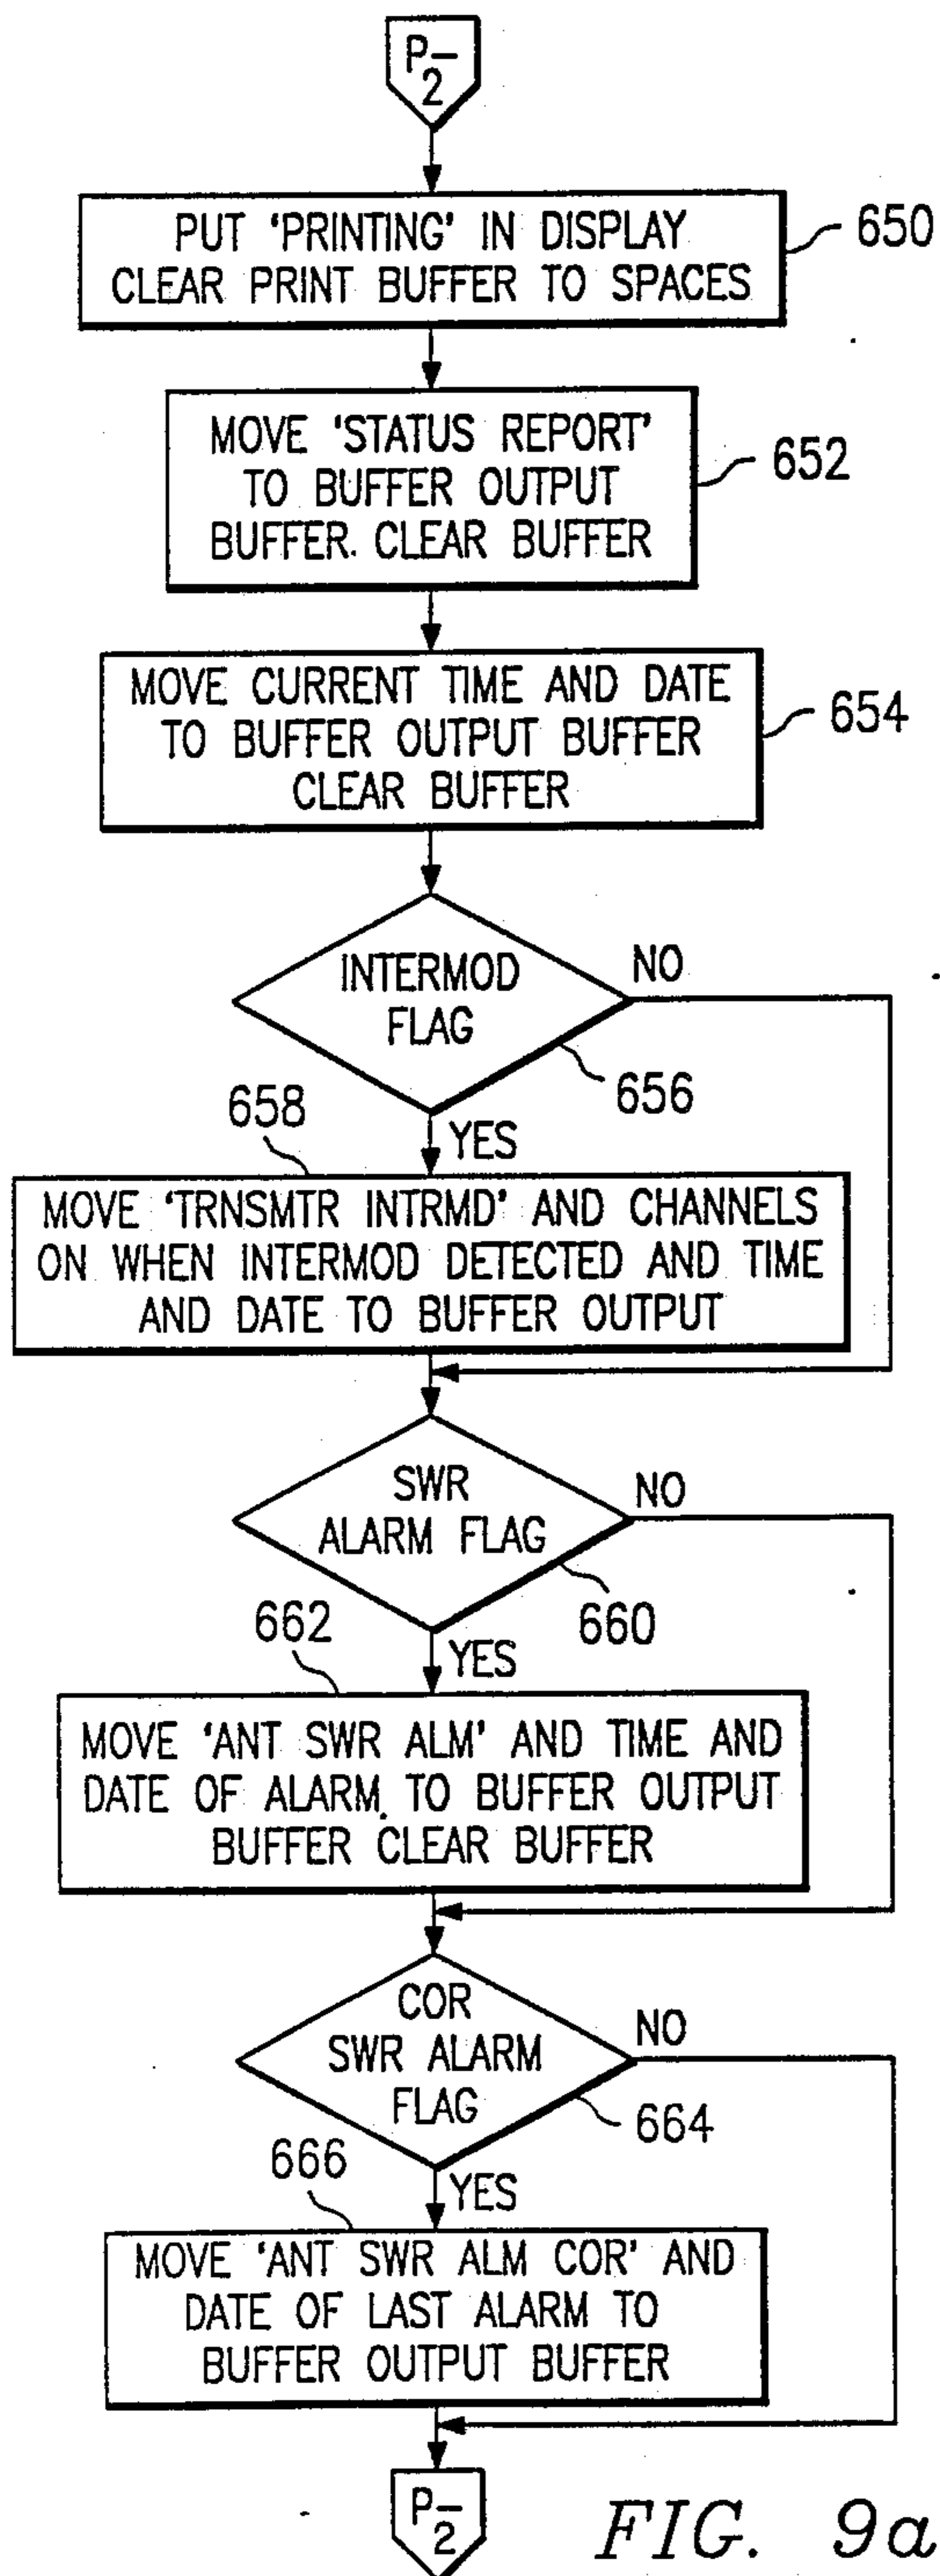 P-
2
PUT 'PRINTING' IN DISPLAY
CLEAR PRINT BUFFER TO SPACES
650
MOVE 'STATUS REPORT'
TO BUFFER OUTPUT
BUFFER. CLEAR BUFFER
652
MOVE CURRENT TIME AND DATE
TO BUFFER OUTPUT BUFFER
CLEAR BUFFER
654
INTERMOD
FLAG
NO
656
YES
658
MOVE 'TRNSMTR INTRMD' AND CHANNELS
ON WHEN INTERMOD DETECTED AND TIME
AND DATE TO BUFFER OUTPUT
SWR
ALARM FLAG
NO
660
YES
662
MOVE 'ANT SWR ALM' AND TIME AND
DATE OF ALARM TO BUFFER OUTPUT
BUFFER CLEAR BUFFER
COR
SWR ALARM
FLAG
NO
664
YES
666
MOVE 'ANT SWR ALM COR' AND
DATE OF LAST ALARM TO
BUFFER OUTPUT BUFFER
P-
2
FIG. 9a